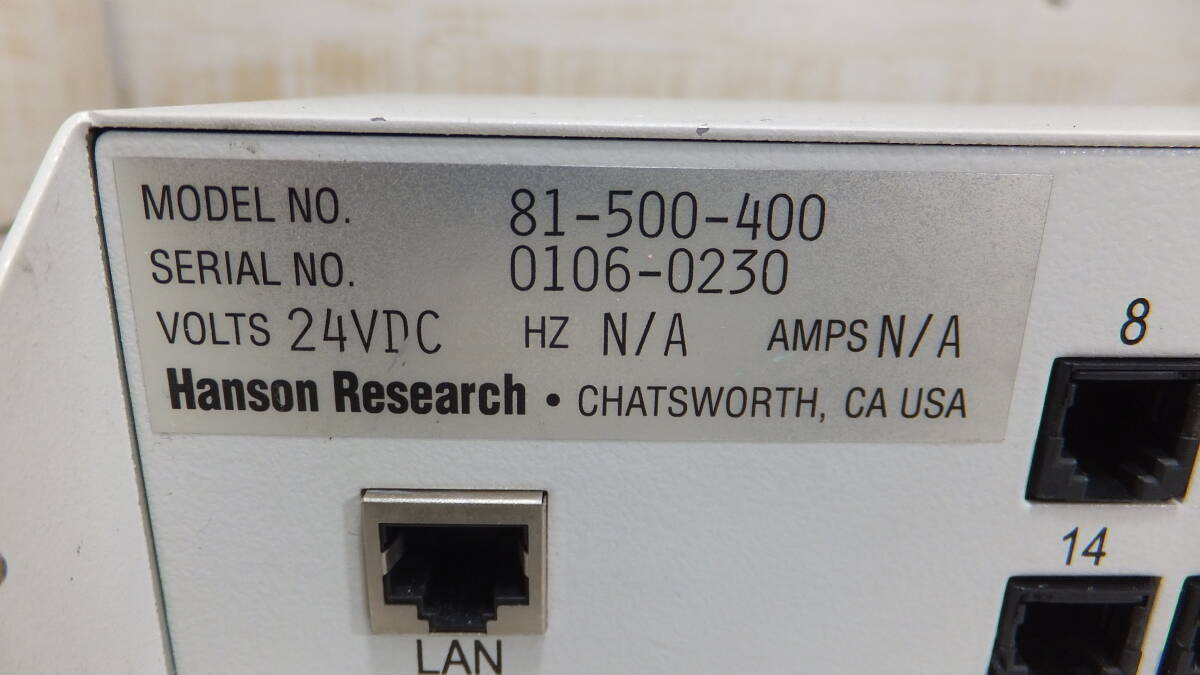 MODEL NO. 81-500-400
SERIAL NO. 0106-0230
VOLTS 24VDC HZ N/A AMPS N/A
Hanson Research • CHATSWORTH, CA USA
8
14
LAN